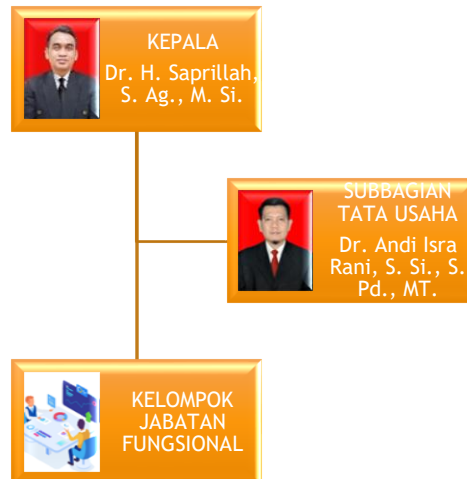 KEPALA
Dr. H. Saprillah,
S. Ag., M. Si.
SUBBAGIAN
TATA USAHA
Dr. Andi Isra
Rani, S. Si., S.
Pd., MT.
KELOMPOK
JABATAN
FUNGSIONAL